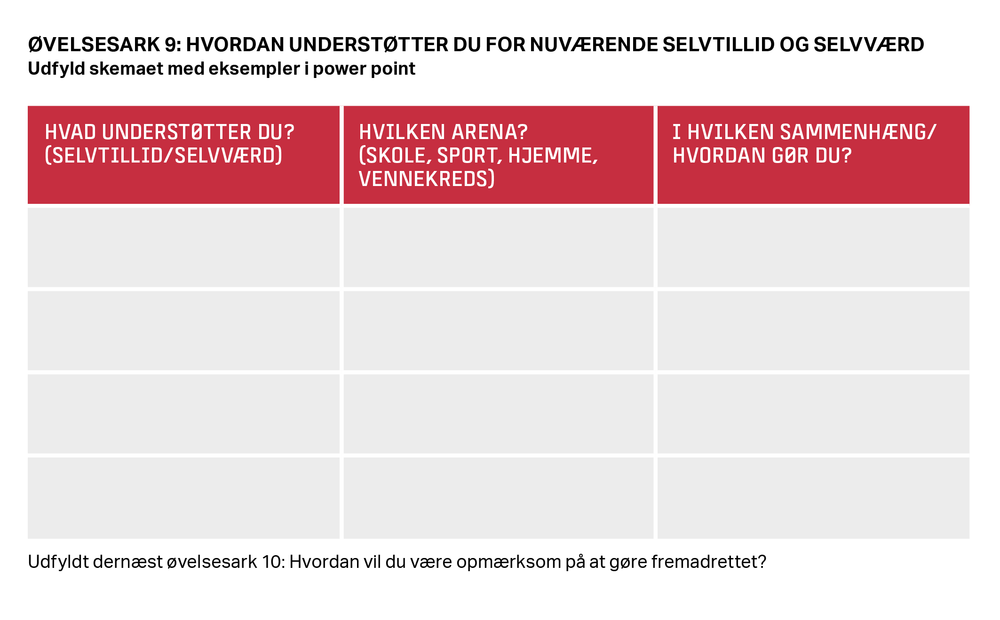 ØVELSESARK 9: HVORDAN UNDERSTØTTER DU FOR NUVÆRENDE SELVTILLID OG SELVVÆRD
Udfyld skemaet med eksempler i power point
HVAD UNDERSTØTTER DU?
(SELVTILLID/SELVVÆRD)
HVILKEN ARENA?
(SKOLE, SPORT, HJEMME,
VENNEKREDS)
I HVILKEN SAMMENHÆNG/
HVORDAN GØR DU?
Udfyldt dernæst øvelsesark 10: Hvordan vil du være opmærksom på at gøre fremadrettet?